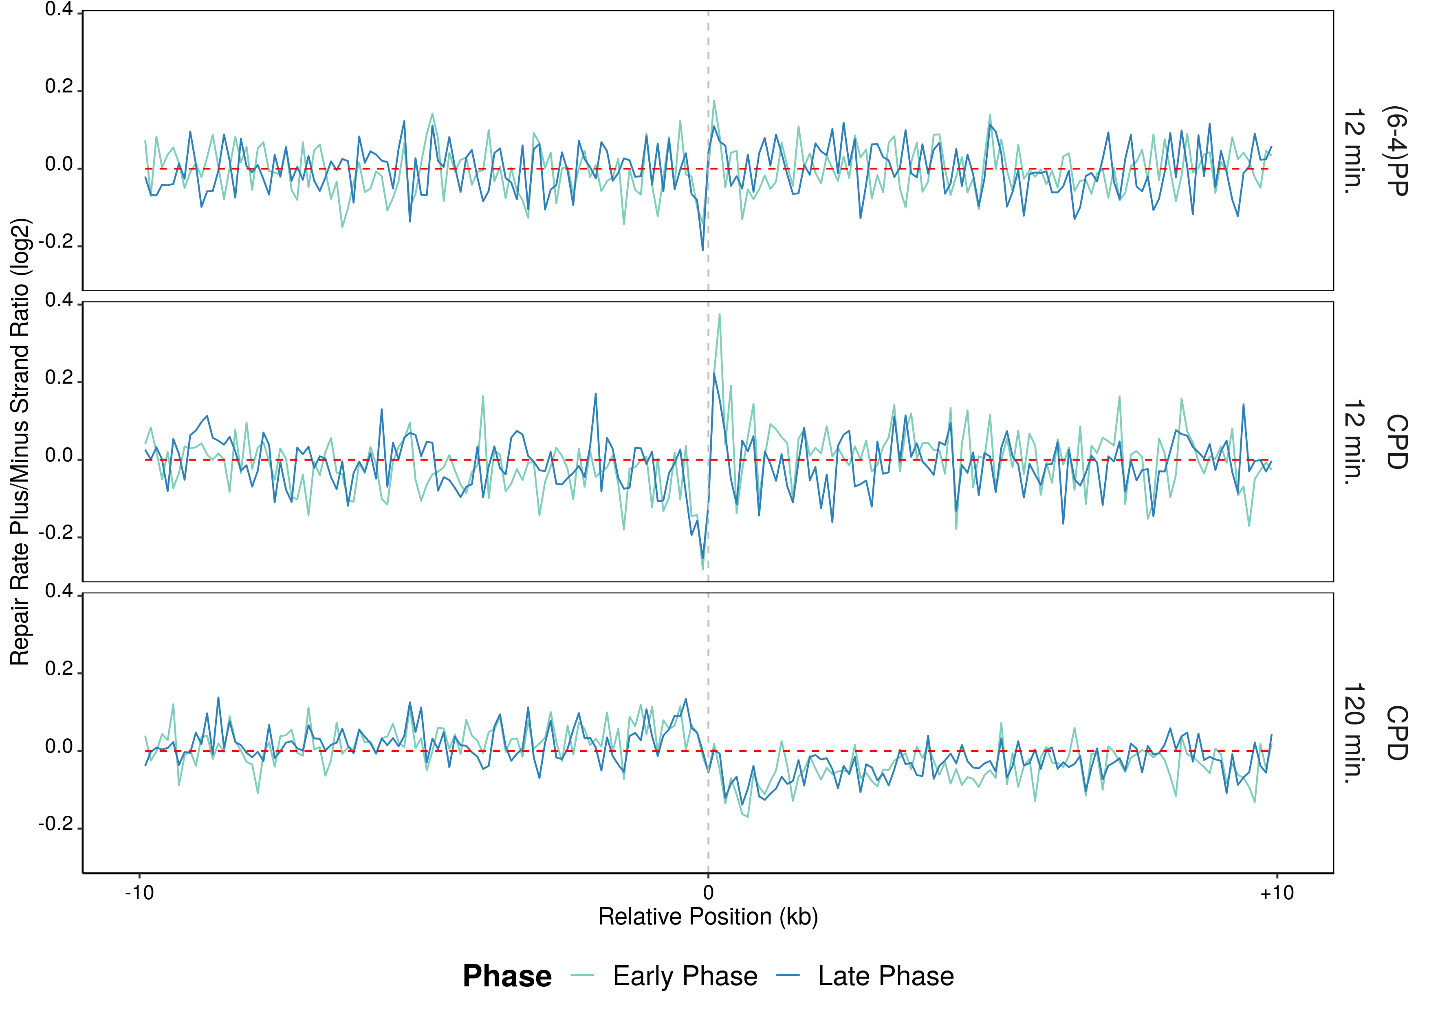 Repair Rate Plus/Minus Strand Ratio (log2)
0.4
0.2
0.0
-0.2
(6-4)PP
12 min.
0.4
0.2
0.0
-0.2
CPD
12 min.
0.4
0.2
0.0
-0.2
CPD
120 min.
-10
0
+10
Relative Position (kb)
Phase Early Phase Late Phase